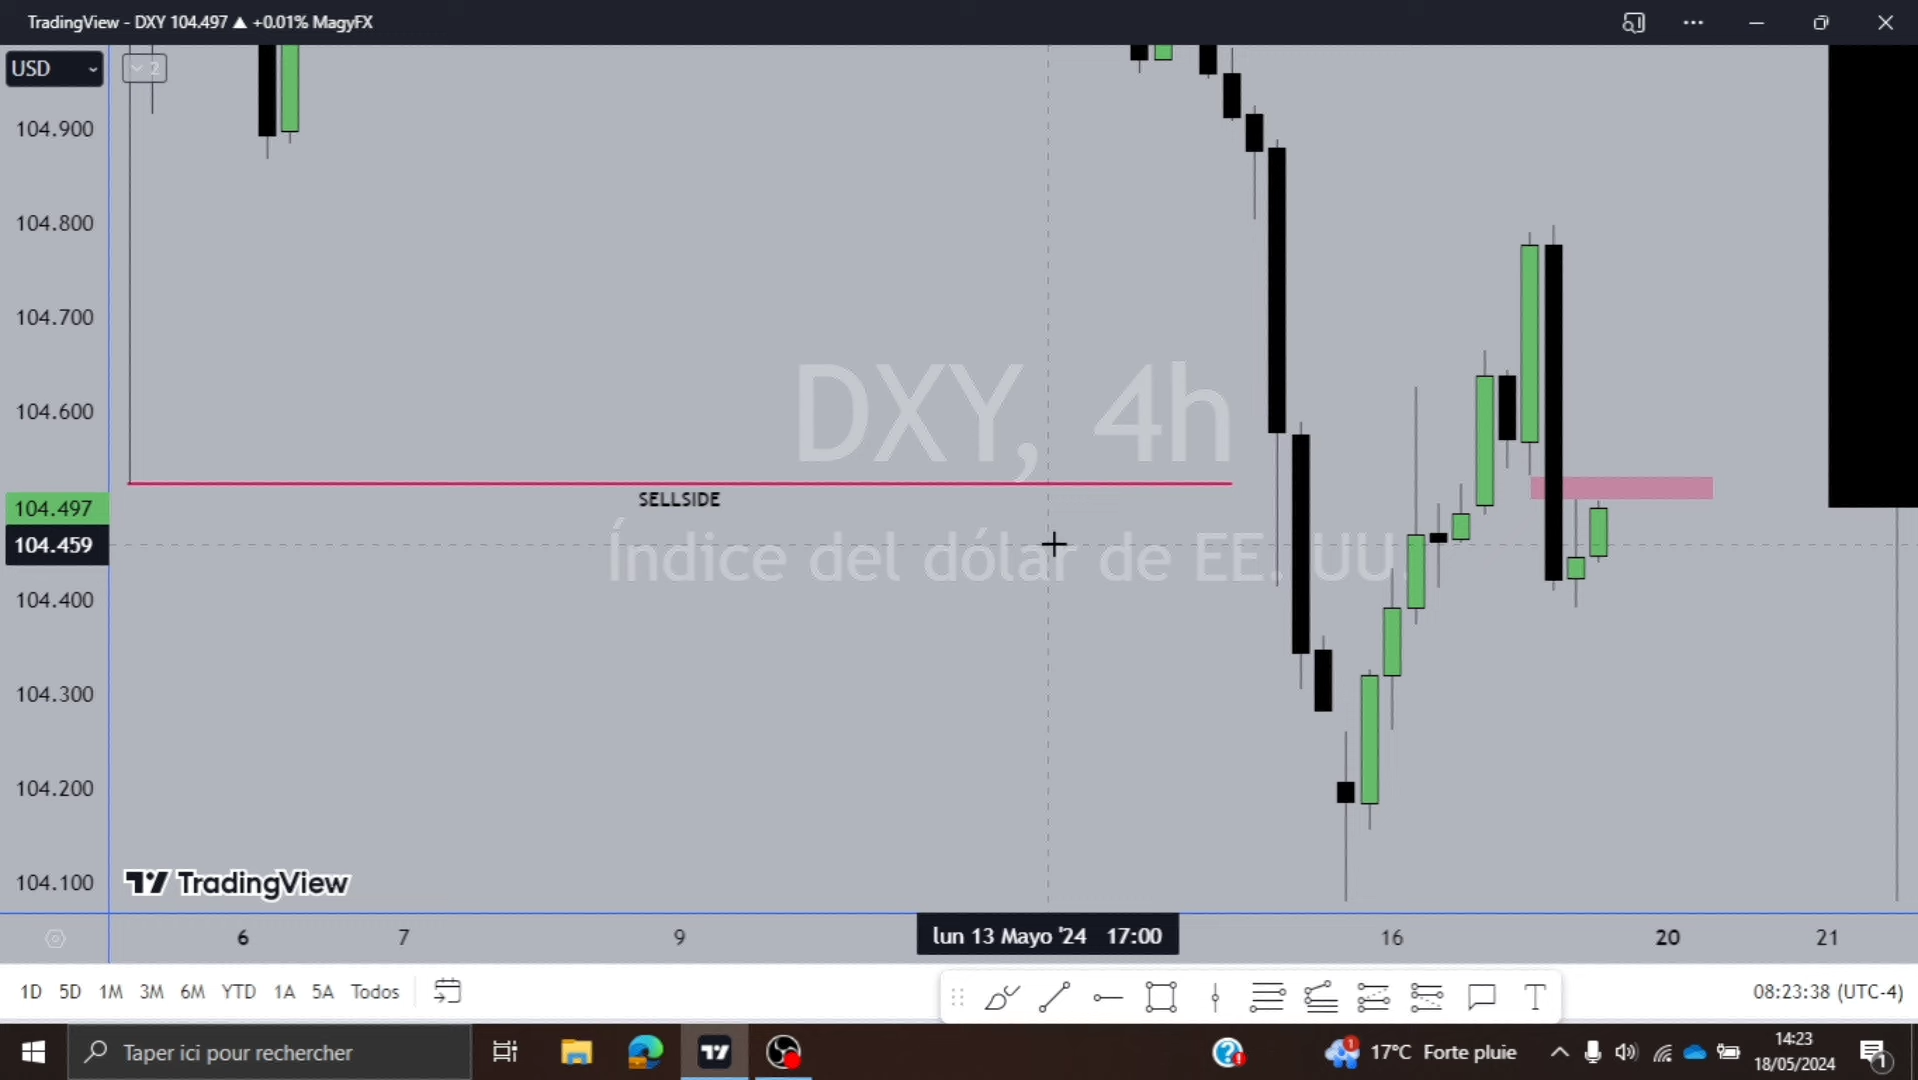 TradingView - DXY 104.497 ▲ +0.01% MagyFX
USD
2
104.900
104.800
104.700
104.600
104.497
104.459
104.400
104.300
104.200
104.100
DXY, 4h
SELLSIDE
Índice del dólar de EE. UU.
TradingView
6 7 9 lun 13 Mayo '24 17:00 16 20 21
1D 5D 1M 3M 6M YTD 1A 5A Todos
08:23:38 (UTC-4)
Taper ici pour rechercher
1
17°C Forte pluie
14:23
18/05/2024
1